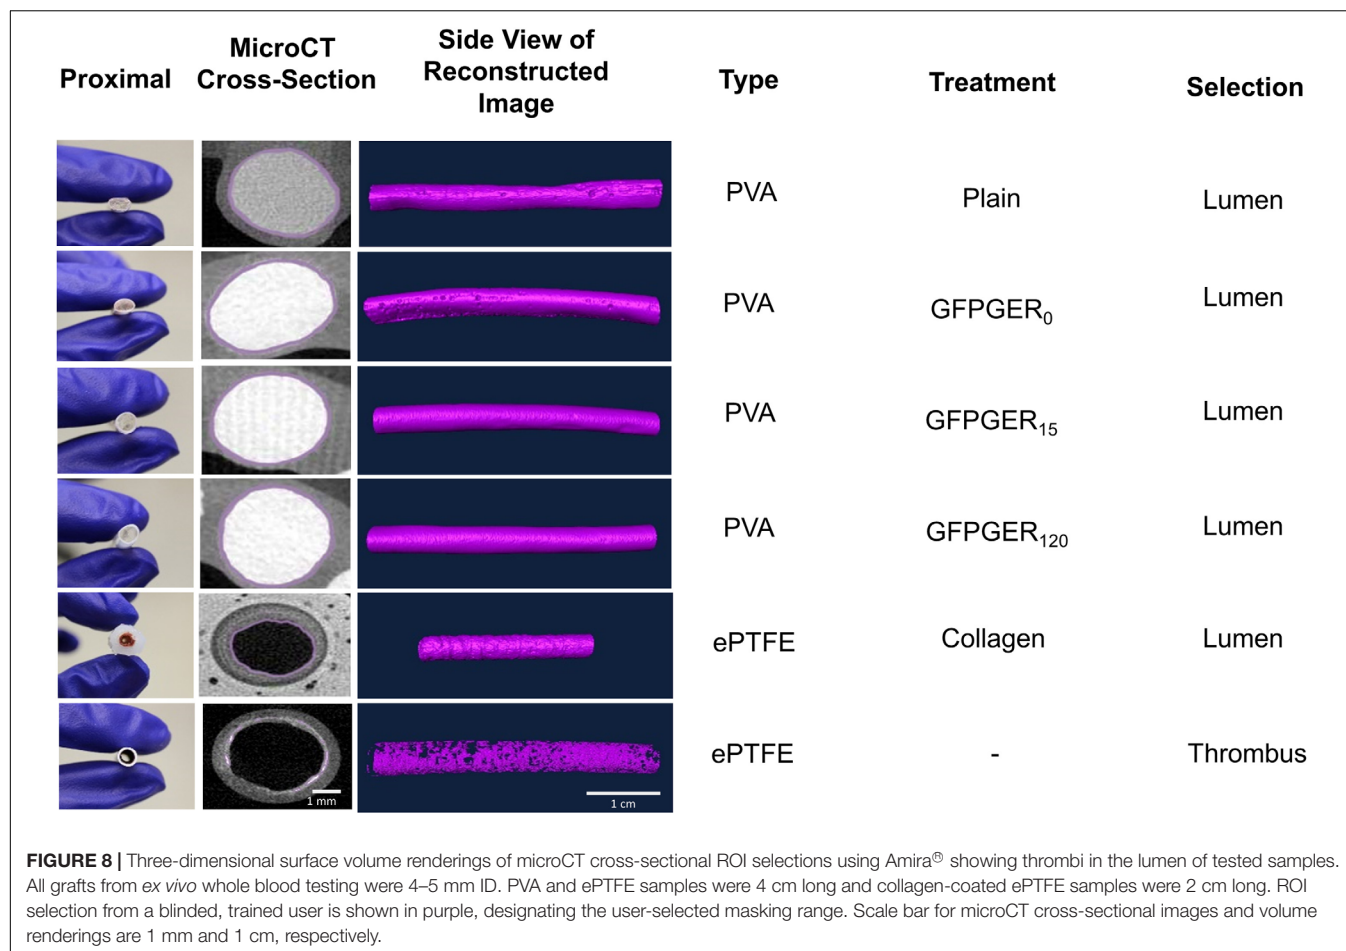 Proximal
MicroCT
Cross-Section
Side View of
Reconstructed
Image
Type
Treatment
Selection
PVA
Plain
Lumen
PVA
GFPGER₀
Lumen
PVA
GFPGER₁₅
Lumen
PVA
GFPGER₁₂₀
Lumen
ePTFE
Collagen
Lumen
ePTFE
-
Thrombus
1 mm
1 cm
FIGURE 8 | Three-dimensional surface volume renderings of microCT cross-sectional ROI selections using Amira® showing thrombi in the lumen of tested samples.
All grafts from ex vivo whole blood testing were 4–5 mm ID. PVA and ePTFE samples were 4 cm long and collagen-coated ePTFE samples were 2 cm long. ROI
selection from a blinded, trained user is shown in purple, designating the user-selected masking range. Scale bar for microCT cross-sectional images and volume
renderings are 1 mm and 1 cm, respectively.